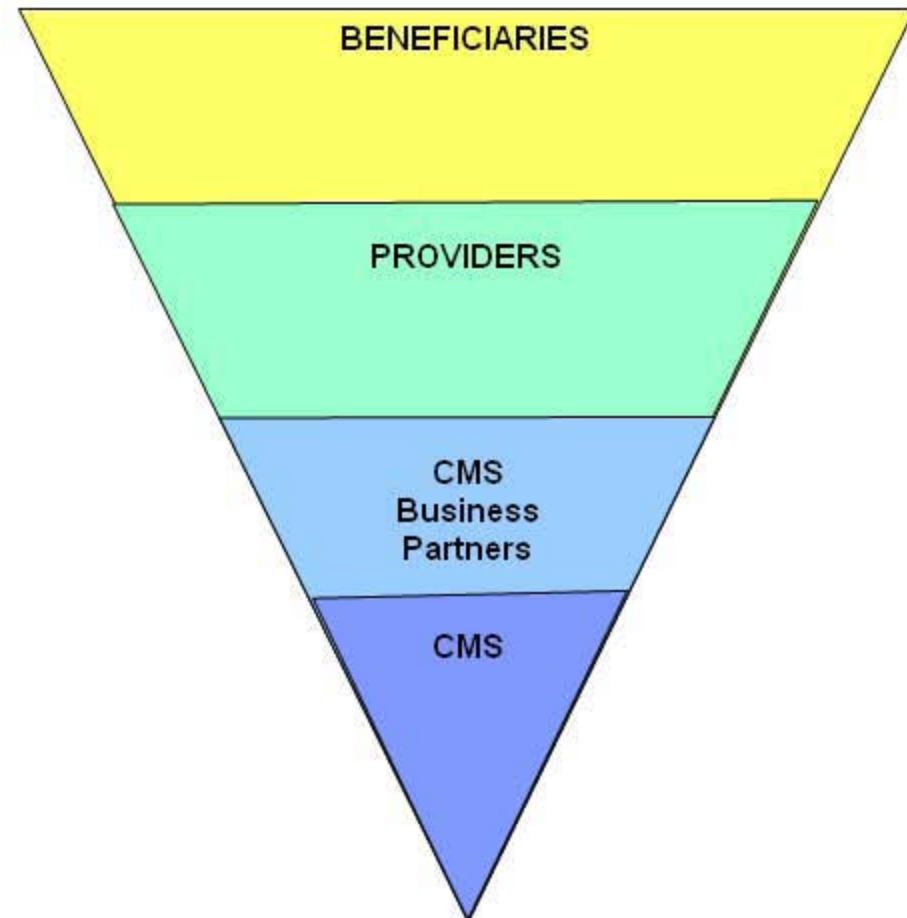 BENEFICIARIES
PROVIDERS
CMS
Business
Partners
CMS